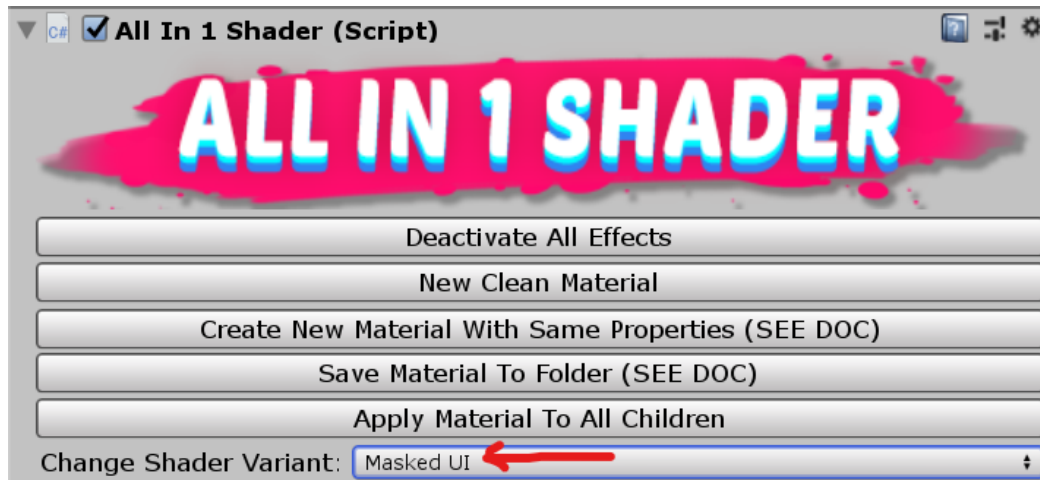 C#
All In 1 Shader (Script)
ALL IN 1 SHADER
Deactivate All Effects
New Clean Material
Create New Material With Same Properties (SEE DOC)
Save Material To Folder (SEE DOC)
Apply Material To All Children
Change Shader Variant: Masked UI